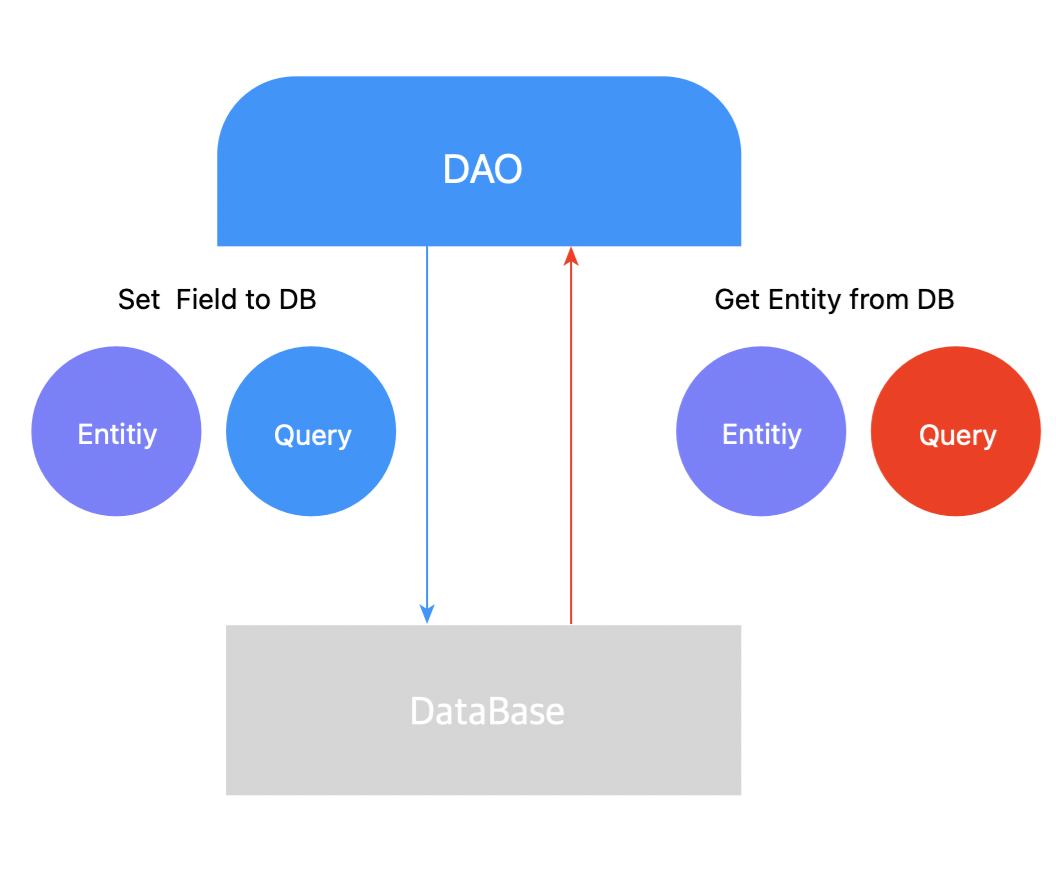 DAO
Set  Field to DB
Get Entity from DB
Entitiy
Query
Entitiy
Query
DataBase